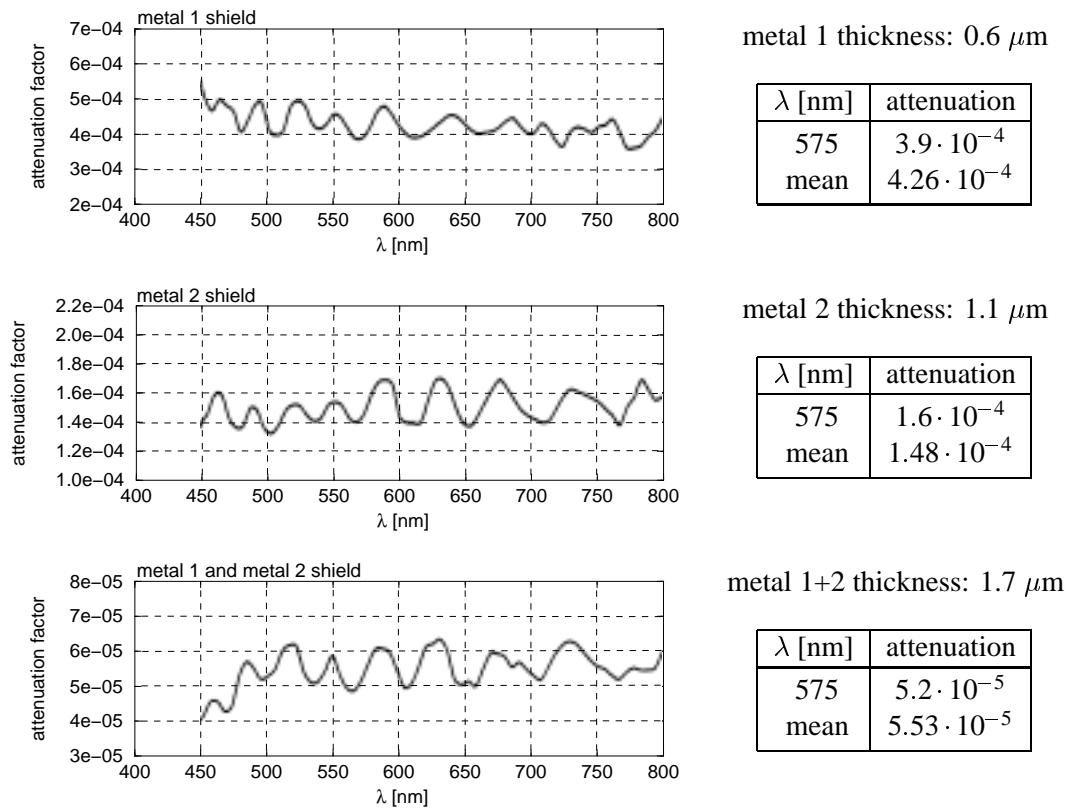 metal 1 shield
7e−04
6e−04
5e−04
4e−04
3e−04
2e−04
attenuation factor
400 450 500 550 600 650 700 750 800
λ [nm]
metal 1 thickness: 0.6 μm
λ [nm] attenuation
575 3.9 · 10⁻⁴
mean 4.26 · 10⁻⁴
metal 2 shield
2.2e−04
2.0e−04
1.8e−04
1.6e−04
1.4e−04
1.2e−04
1.0e−04
attenuation factor
400 450 500 550 600 650 700 750 800
λ [nm]
metal 2 thickness: 1.1 μm
λ [nm] attenuation
575 1.6 · 10⁻⁴
mean 1.48 · 10⁻⁴
metal 1 and metal 2 shield
8e−05
7e−05
6e−05
5e−05
4e−05
3e−05
attenuation factor
400 450 500 550 600 650 700 750 800
λ [nm]
metal 1+2 thickness: 1.7 μm
λ [nm] attenuation
575 5.2 · 10⁻⁵
mean 5.53 · 10⁻⁵